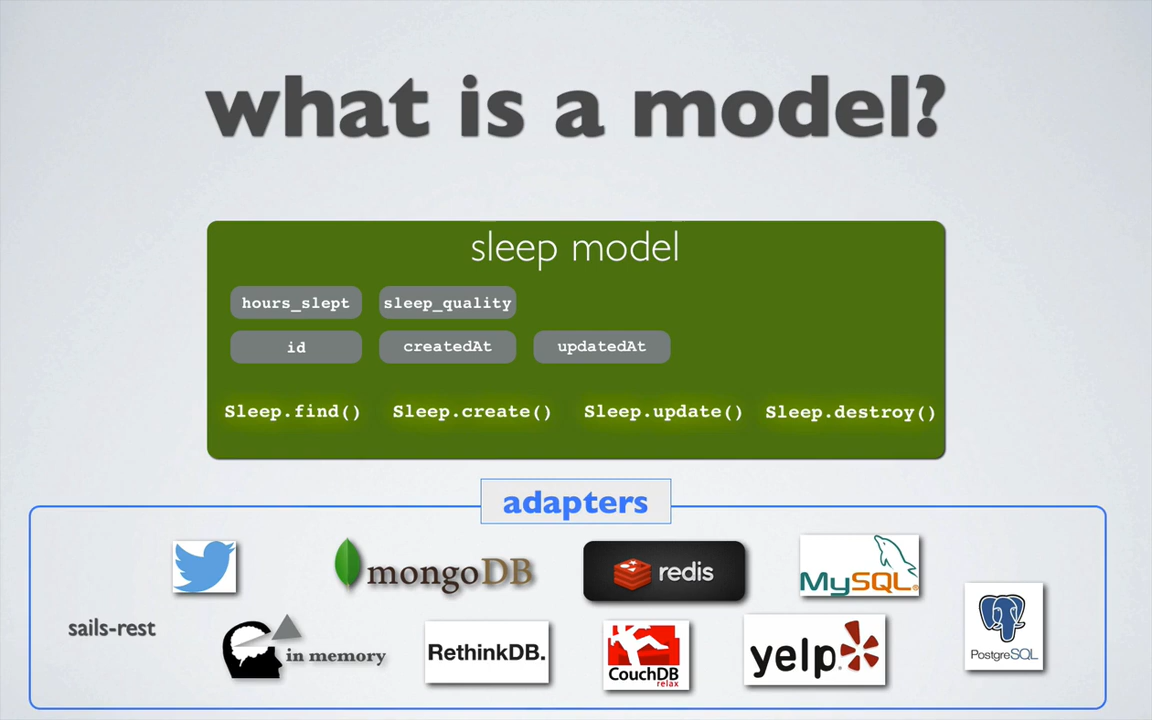 what is a model?
sleep model
hours_slept sleep_quality
id createdAt updatedAt
Sleep.find() Sleep.create() Sleep.update() Sleep.destroy()
adapters
mongoDB redis MySQL®
sails-rest
in memory RethinkDB. CouchDB relax yelp PostgreSQL